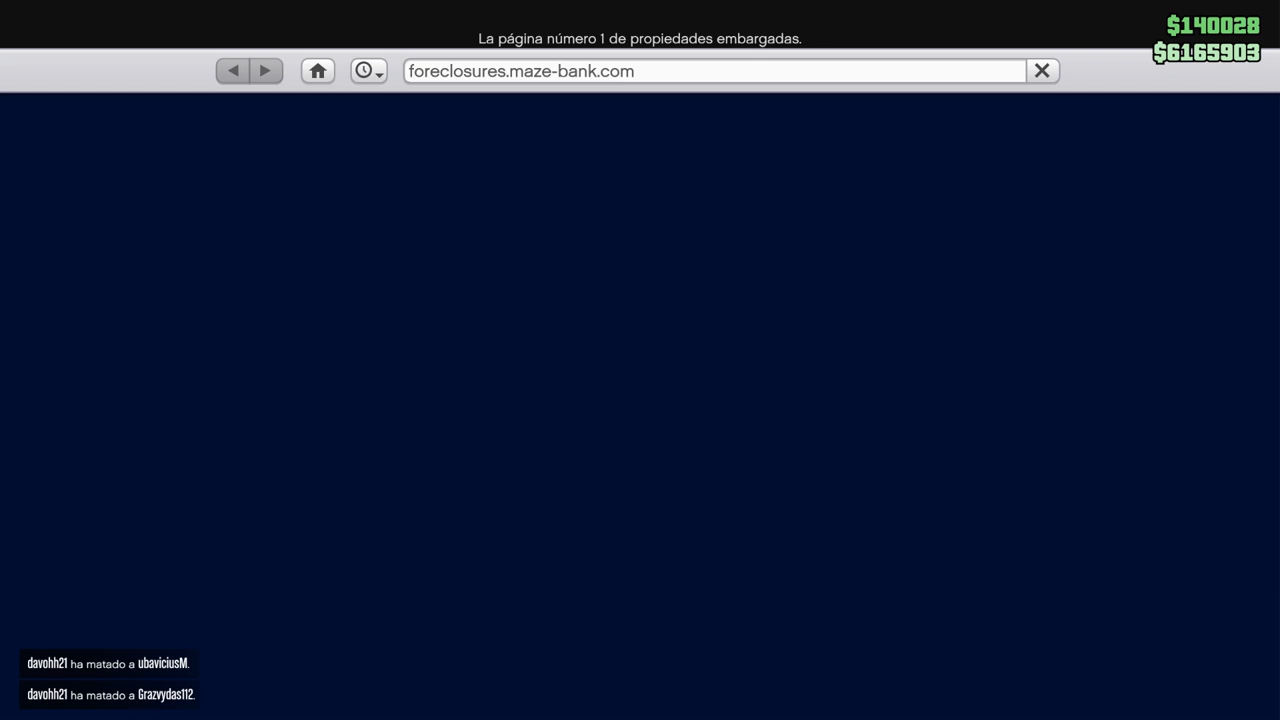 $140028
La página número 1 de propiedades embargadas.
$6165903
foreclosures.maze-bank.com
davohh21 ha matado a ubaviciusM.
davohh21 ha matado a Grazvydas112.